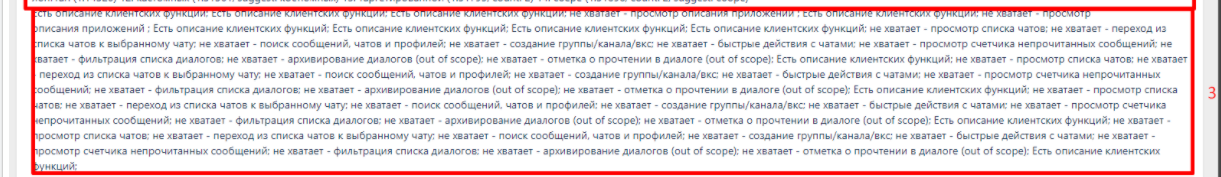 Есть описание клиентских функций; Есть описание клиентских функций; Есть описание клиентских функций; не хватает - просмотр описания приложений ; Есть описание клиентских функций; не хватает - просмотр
описания приложений ; Есть описание клиентских функций; Есть описание клиентских функций; Есть описание клиентских функций; Есть описание клиентских функций; не хватает - просмотр списка чатов; не хватает - переход из
списка чатов к выбранному чату; не хватает - поиск сообщений, чатов и профилей; не хватает - создание группы/канала/вкс; не хватает - быстрые действия с чатами; не хватает - просмотр счетчика непрочитанных сообщений; не
хватает - фильтрация списка диалогов; не хватает - архивирование диалогов (out of scope); не хватает - отметка о прочтении в диалоге (out of scope); Есть описание клиентских функций; не хватает - просмотр списка чатов; не хватает
- переход из списка чатов к выбранному чату; не хватает - поиск сообщений, чатов и профилей; не хватает - создание группы/канала/вкс; не хватает - быстрые действия с чатами; не хватает - просмотр счетчика непрочитанных
сообщений; не хватает - фильтрация списка диалогов; не хватает - архивирование диалогов (out of scope); не хватает - отметка о прочтении в диалоге (out of scope); Есть описание клиентских функций; не хватает - просмотр списка
чатов; не хватает - переход из списка чатов к выбранному чату; не хватает - поиск сообщений, чатов и профилей; не хватает - создание группы/канала/вкс; не хватает - быстрые действия с чатами; не хватает - просмотр счетчика
непрочитанных сообщений; не хватает - фильтрация списка диалогов; не хватает - архивирование диалогов (out of scope); не хватает - отметка о прочтении в диалоге (out of scope); Есть описание клиентских функций; не хватает -
просмотр списка чатов; не хватает - переход из списка чатов к выбранному чату; не хватает - поиск сообщений, чатов и профилей; не хватает - создание группы/канала/вкс; не хватает - быстрые действия с чатами; не хватает -
просмотр счетчика непрочитанных сообщений; не хватает - фильтрация списка диалогов; не хватает - архивирование диалогов (out of scope); не хватает - отметка о прочтении в диалоге (out of scope); Есть описание клиентских
функций;
3